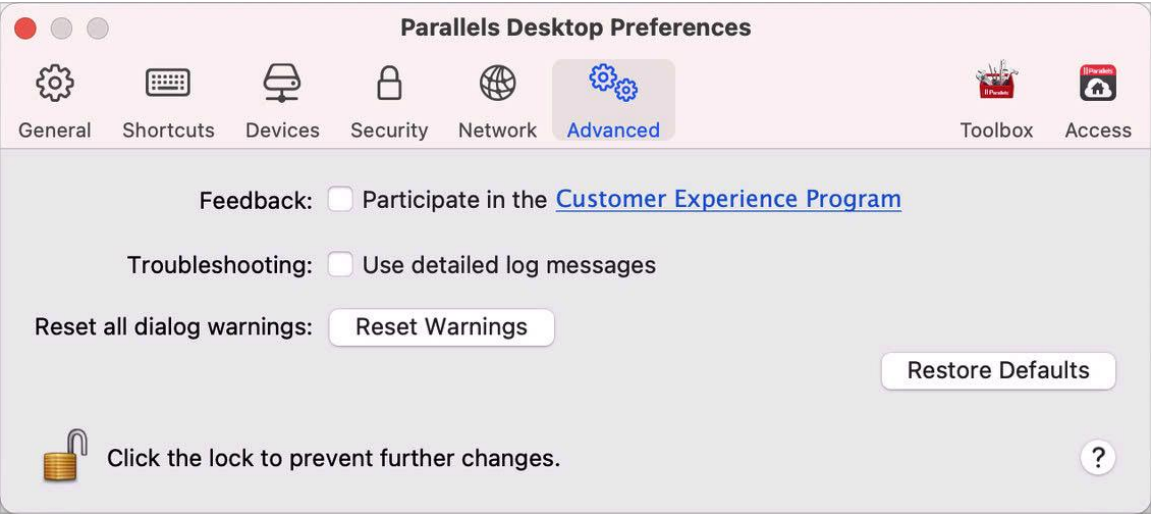 Parallels Desktop Preferences
General Shortcuts Devices Security Network Advanced Toolbox Access
Feedback: Participate in the Customer Experience Program
Troubleshooting: Use detailed log messages
Reset all dialog warnings: Reset Warnings
Restore Defaults
Click the lock to prevent further changes. ?